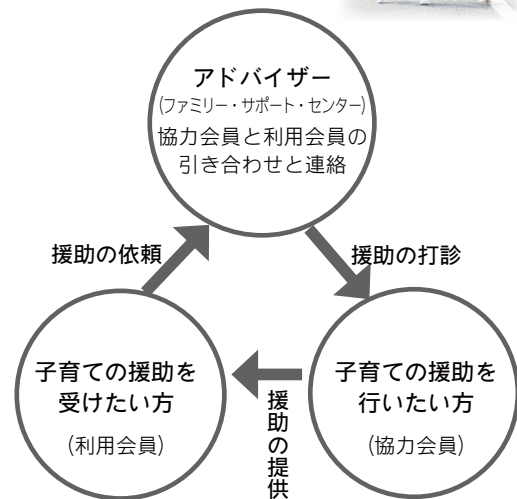 アドバイザー
(ファミリー・サポート・センター)
協力会員と利用会員の
引き合わせと連絡
援助の依頼
援助の打診
子育ての援助を
受けたい方
(利用会員)
援助の提供
子育ての援助を
行いたい方
(協力会員)